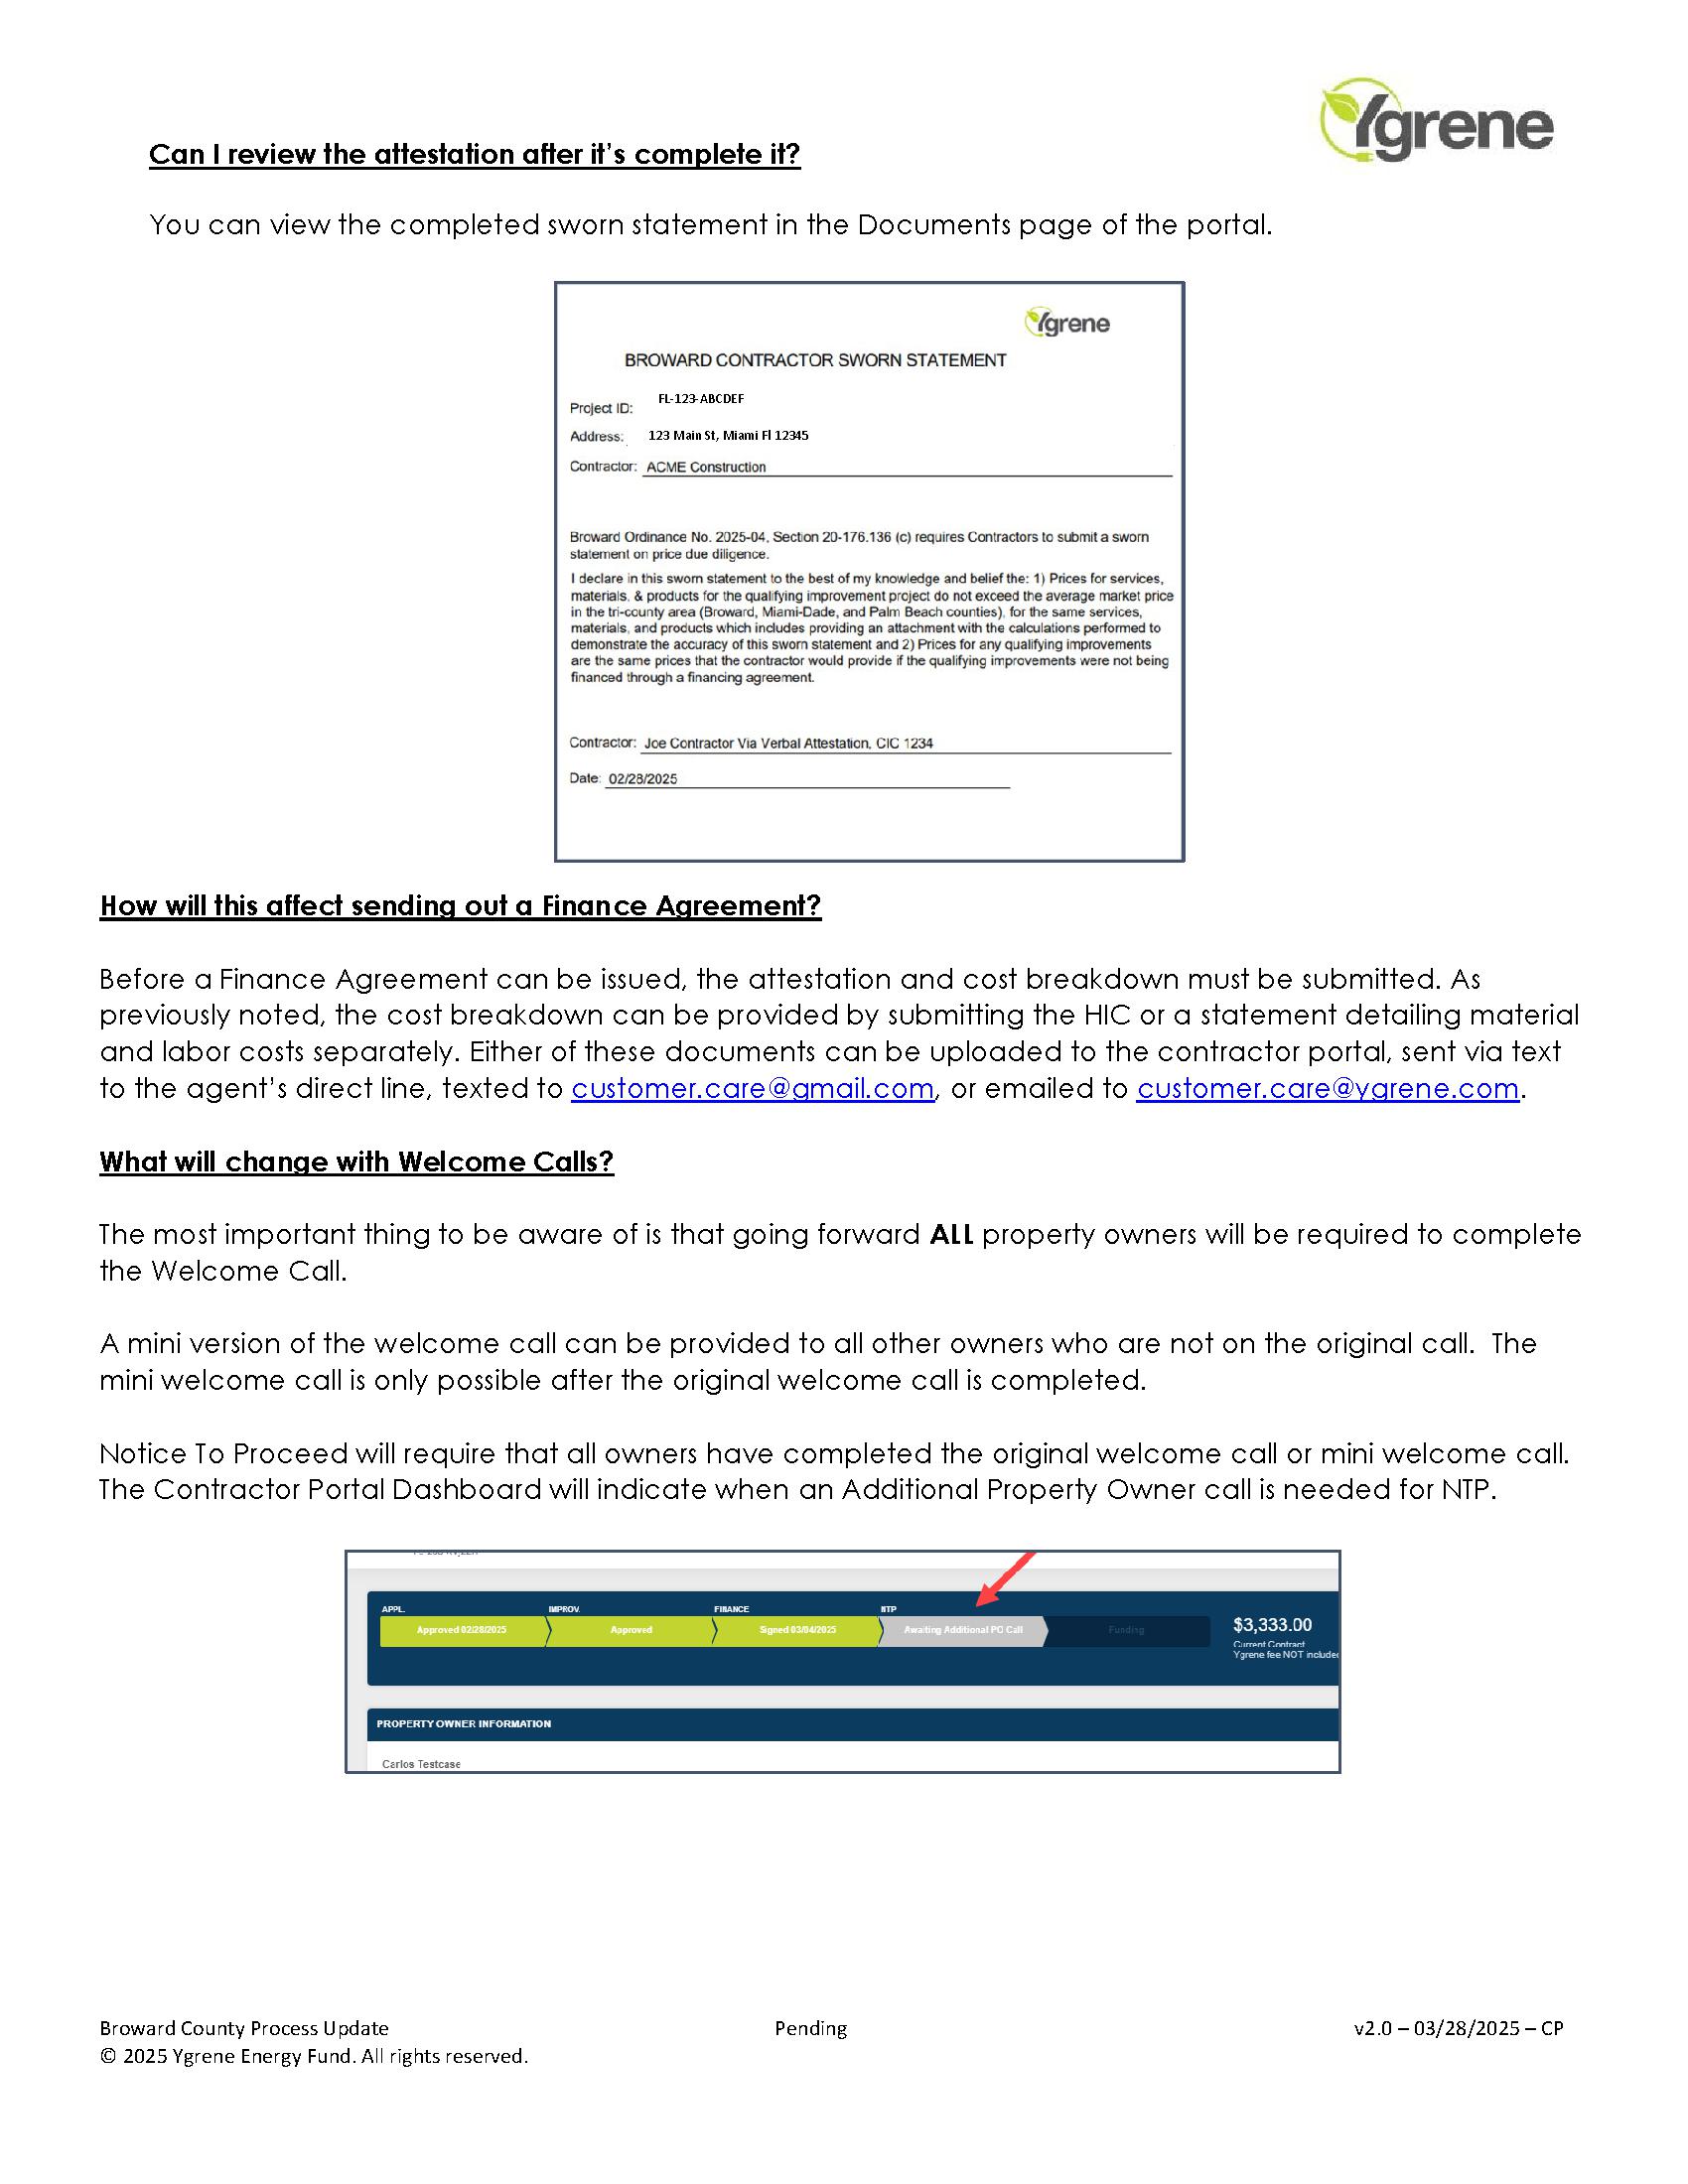 Ygrene
Can I review the attestation after it's complete it?
You can view the completed sworn statement in the Documents page of the portal.
Ygrene
BROWARD CONTRACTOR SWORN STATEMENT
Project ID: FL-123-ABCDEF
Address: 123 Main St, Miami Fl 12345
Contractor: ACME Construction
Broward Ordinance No. 2025-04, Section 20-176.136 (c) requires Contractors to submit a sworn
statement on price due diligence.
I declare in this sworn statement to the best of my knowledge and belief the: 1) Prices for services,
materials, & products for the qualifying improvement project do not exceed the average market price
in the tri-county area (Broward, Miami-Dade, and Palm Beach counties), for the same services,
materials, and products which includes providing an attachment with the calculations performed to
demonstrate the accuracy of this sworn statement and 2) Prices for any qualifying improvements
are the same prices that the contractor would provide if the qualifying improvements were not being
financed through a financing agreement.
Contractor: Joe Contractor Via Verbal Attestation, CIC 1234
Date: 02/28/2025
How will this affect sending out a Finance Agreement?
Before a Finance Agreement can be issued, the attestation and cost breakdown must be submitted. As
previously noted, the cost breakdown can be provided by submitting the HIC or a statement detailing material
and labor costs separately. Either of these documents can be uploaded to the contractor portal, sent via text
to the agent's direct line, texted to customer.care@gmail.com, or emailed to customer.care@ygrene.com.
What will change with Welcome Calls?
The most important thing to be aware of is that going forward ALL property owners will be required to complete
the Welcome Call.
A mini version of the welcome call can be provided to all other owners who are not on the original call. The
mini welcome call is only possible after the original welcome call is completed.
Notice To Proceed will require that all owners have completed the original welcome call or mini welcome call.
The Contractor Portal Dashboard will indicate when an Additional Property Owner call is needed for NTP.
APPL. IMPROV. FINANCE NTP
Approved 02/28/2025 Approved Signed 03/04/2025 Awaiting Additional PO Call Funding
$3,333.00
Current Contract
Ygrene fee NOT include
PROPERTY OWNER INFORMATION
Carlos Testcase
Broward County Process Update Pending v2.0 – 03/28/2025 – CP
© 2025 Ygrene Energy Fund. All rights reserved.